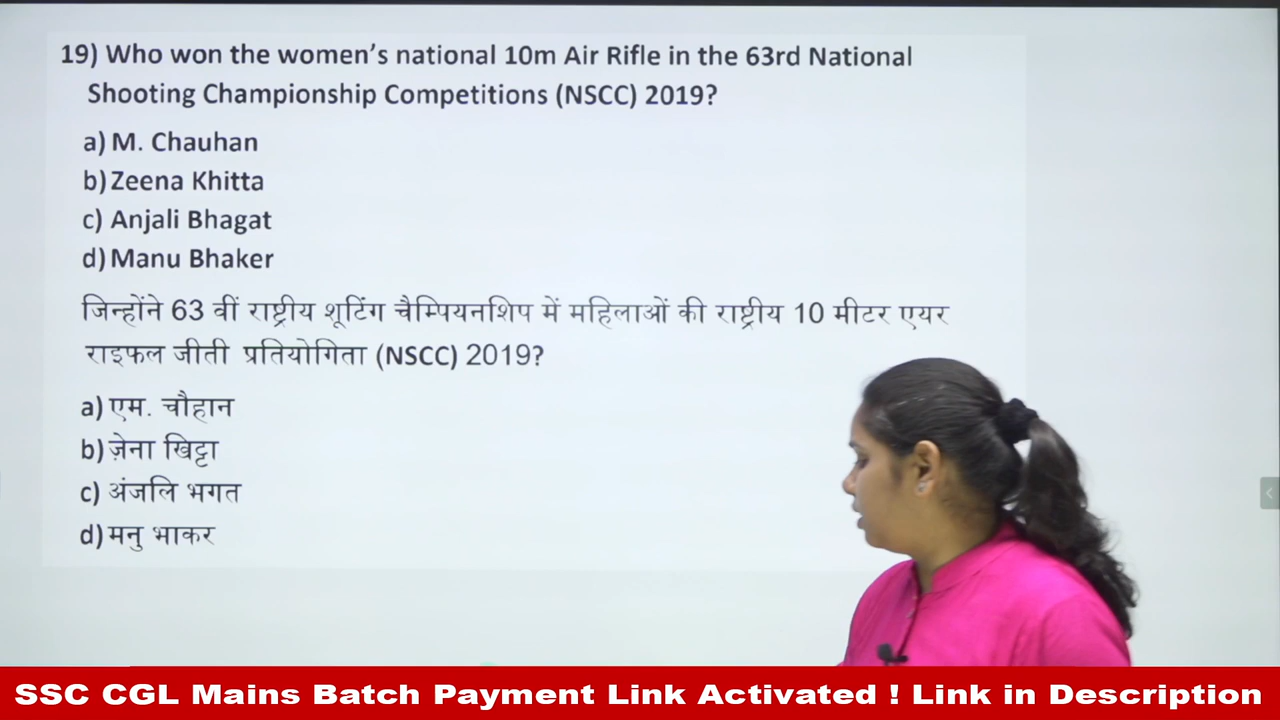 19) Who won the women's national 10m Air Rifle in the 63rd National
Shooting Championship Competitions (NSCC) 2019?
a) M. Chauhan
b) Zeena Khitta
c) Anjali Bhagat
d) Manu Bhaker
जिन्होंने 63 वीं राष्ट्रीय शूटिंग चैम्पियनशिप में महिलाओं की राष्ट्रीय 10 मीटर एयर
राइफल जीती प्रतियोगिता (NSCC) 2019?
a) एम. चौहान
b) ज़ेना खिट्टा
c) अंजलि भगत
d) मनु भाकर
SSC CGL Mains Batch Payment Link Activated ! Link in Description